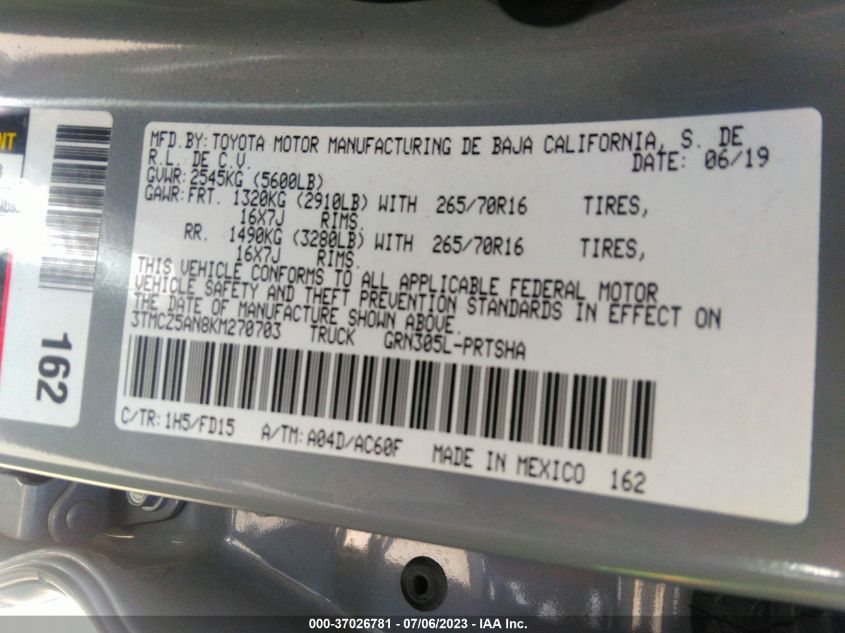 NT
lbs.
162
MFD.BY:TOYOTA MOTOR MANUFACTURING DE BAJA CALIFORNIA, S. DE
R.L. DE C.V. DATE: 06/19
GVWR:2545KG (5600LB)
GAWR:FRT. 1320KG (2910LB) WITH 265/70R16 TIRES,
16X7J RIMS.
RR. 1490KG (3280LB) WITH 265/70R16 TIRES,
16X7J RIMS.
THIS VEHICLE CONFORMS TO ALL APPLICABLE FEDERAL MOTOR
VEHICLE SAFETY AND THEFT PREVENTION STANDARDS IN EFFECT ON
THE DATE OF MANUFACTURE SHOWN ABOVE.
3TMCZ5AN8KM270703 TRUCK GRN305L-PRTSHA
C/TR:1H5/FD15 A/TM:A04D/AC60F MADE IN MEXICO 162
000-37026781 - 07/06/2023 - IAA Inc.